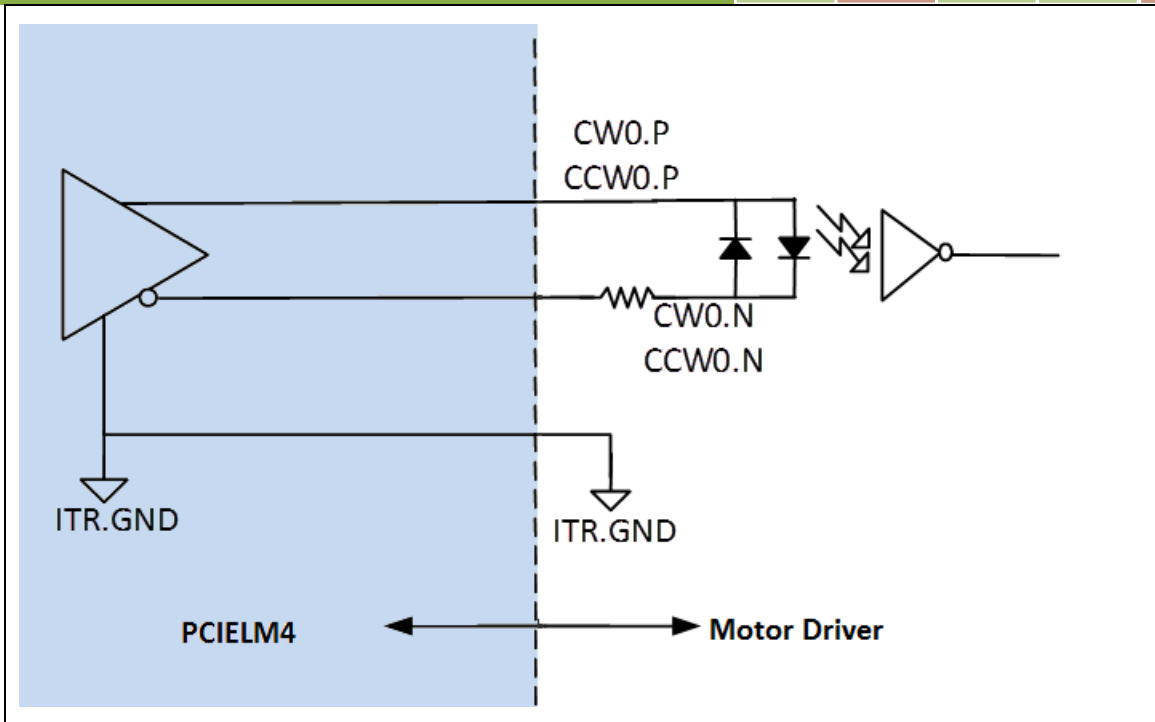 CW0.P
CCW0.P
CW0.N
CCW0.N
ITR.GND
ITR.GND
PCIELM4
Motor Driver